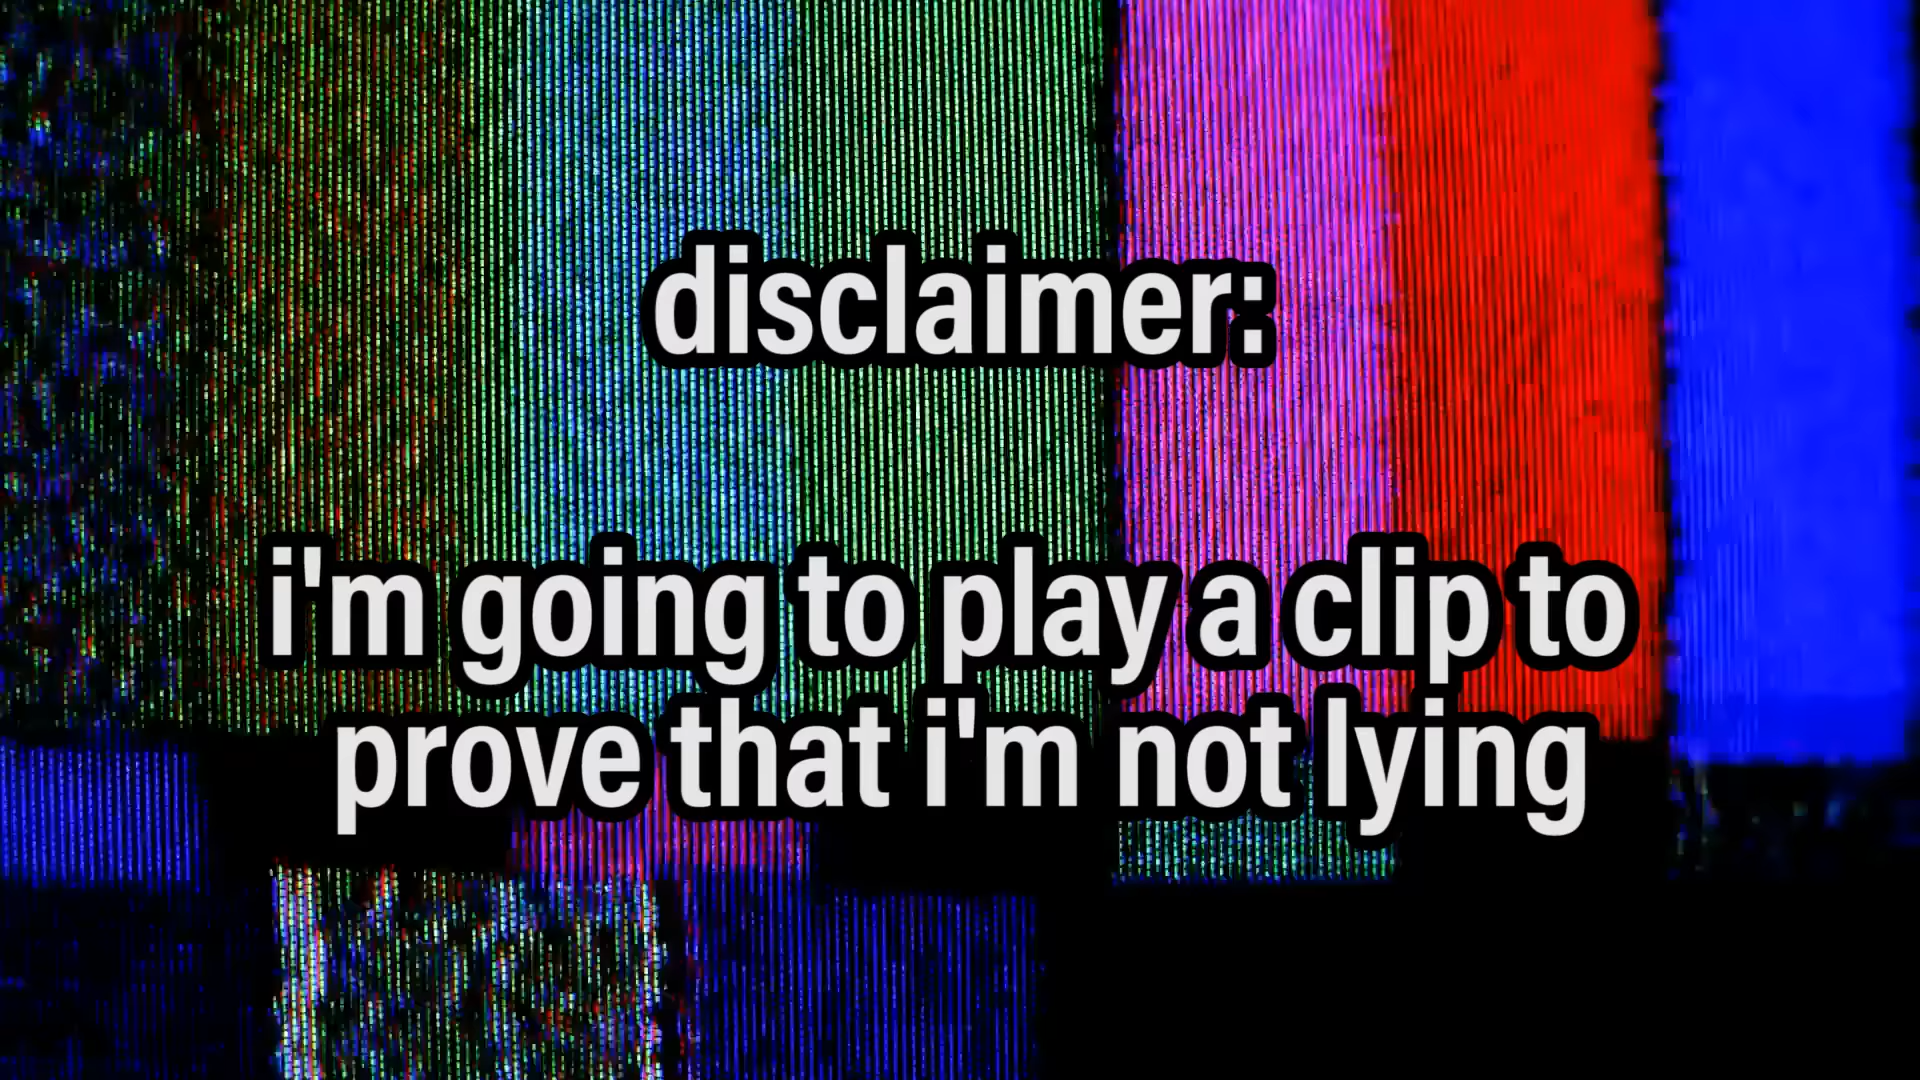 disclaimer:
i'm going to play a clip to
prove that i'm not lying